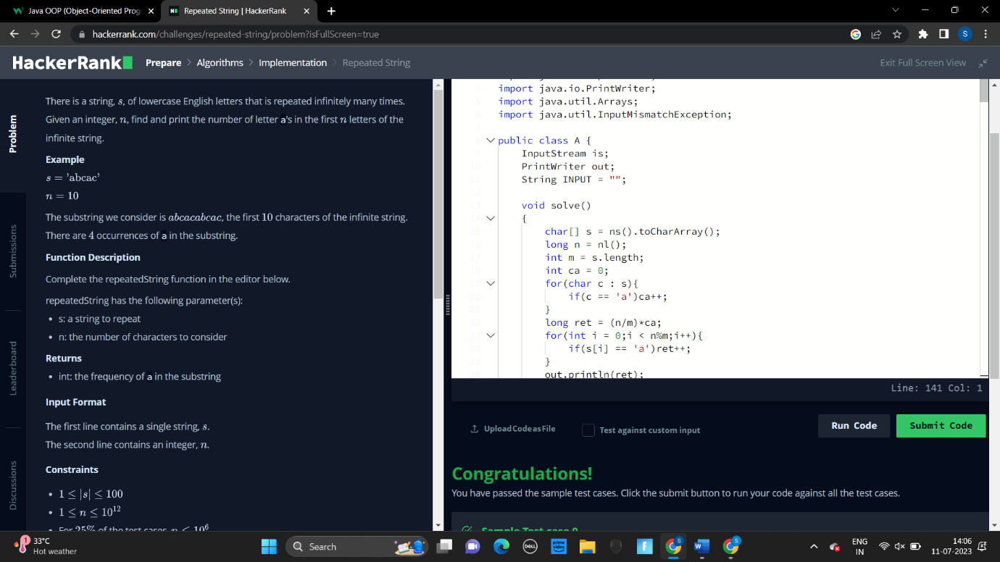 Java OOP (Object-Oriented Prog
Repeated String | HackerRank
hackerrank.com/challenges/repeated-string/problem?isFullScreen=true
S
HackerRank
Prepare > Algorithms > Implementation > Repeated String
Exit Full Screen View
Problem
Submissions
Leaderboard
Discussions
There is a string, s, of lowercase English letters that is repeated infinitely many times.
Given an integer, n, find and print the number of letter a's in the first n letters of the
infinite string.
Example
s = 'abcac'
n = 10
The substring we consider is abcacabcac, the first 10 characters of the infinite string.
There are 4 occurrences of a in the substring.
Function Description
Complete the repeatedString function in the editor below.
repeatedString has the following parameter(s):
• s: a string to repeat
• n: the number of characters to consider
Returns
• int: the frequency of a in the substring
Input Format
The first line contains a single string, s.
The second line contains an integer, n.
Constraints
• 1 ≤ |s| ≤ 100
• 1 ≤ n ≤ 10^12
• For 25% of the test cases, n ≤ 10^6
4 import java.io.PrintWriter;
5 import java.util.Arrays;
6 import java.util.InputMismatchException;
7
8 public class A {
9 InputStream is;
10 PrintWriter out;
11 String INPUT = "";
12
13 void solve()
14 {
15 char[] s = ns().toCharArray();
16 long n = nl();
17 int m = s.length;
18 int ca = 0;
19 for(char c : s){
20 if(c == 'a')ca++;
21 }
22 long ret = (n/m)*ca;
23 for(int i = 0;i < n%m;i++){
24 if(s[i] == 'a')ret++;
25 }
26 out.println(ret);
Line: 141 Col: 1
Upload Code as File
Test against custom input
Run Code
Submit Code
Congratulations!
You have passed the sample test cases. Click the submit button to run your code against all the test cases.
Sample Test case 0
1
33°C
Hot weather
Search
DELL
prime video
F
S
W
S
ENG
IN
14:06
11-07-2023